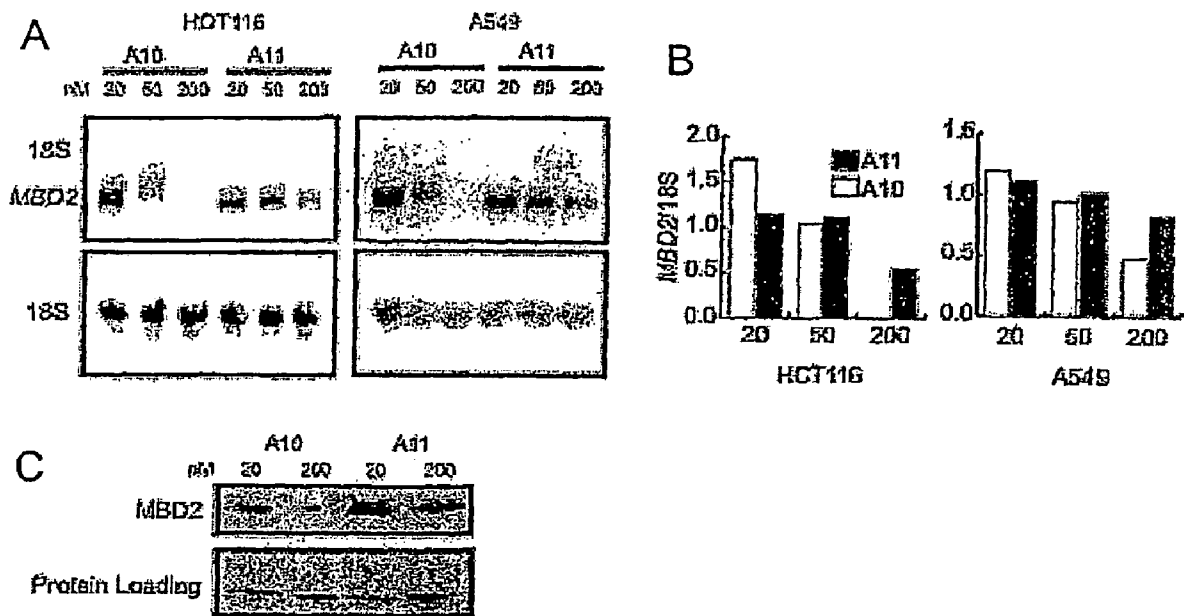 A
HCT116
A549
A10 A11
A10 A11
nM 20 50 200 20 50 200
20 50 200 20 50 200
18S
MBD2
18S
B
MBD2/18S
2.0
1.5
1.0
0.5
0.0
A11
A10
20 50 200
HCT116
1.5
1.0
0.5
0.0
20 50 200
A549
C
A10 A11
nM 20 200 20 200
MBD2
Protein Loading